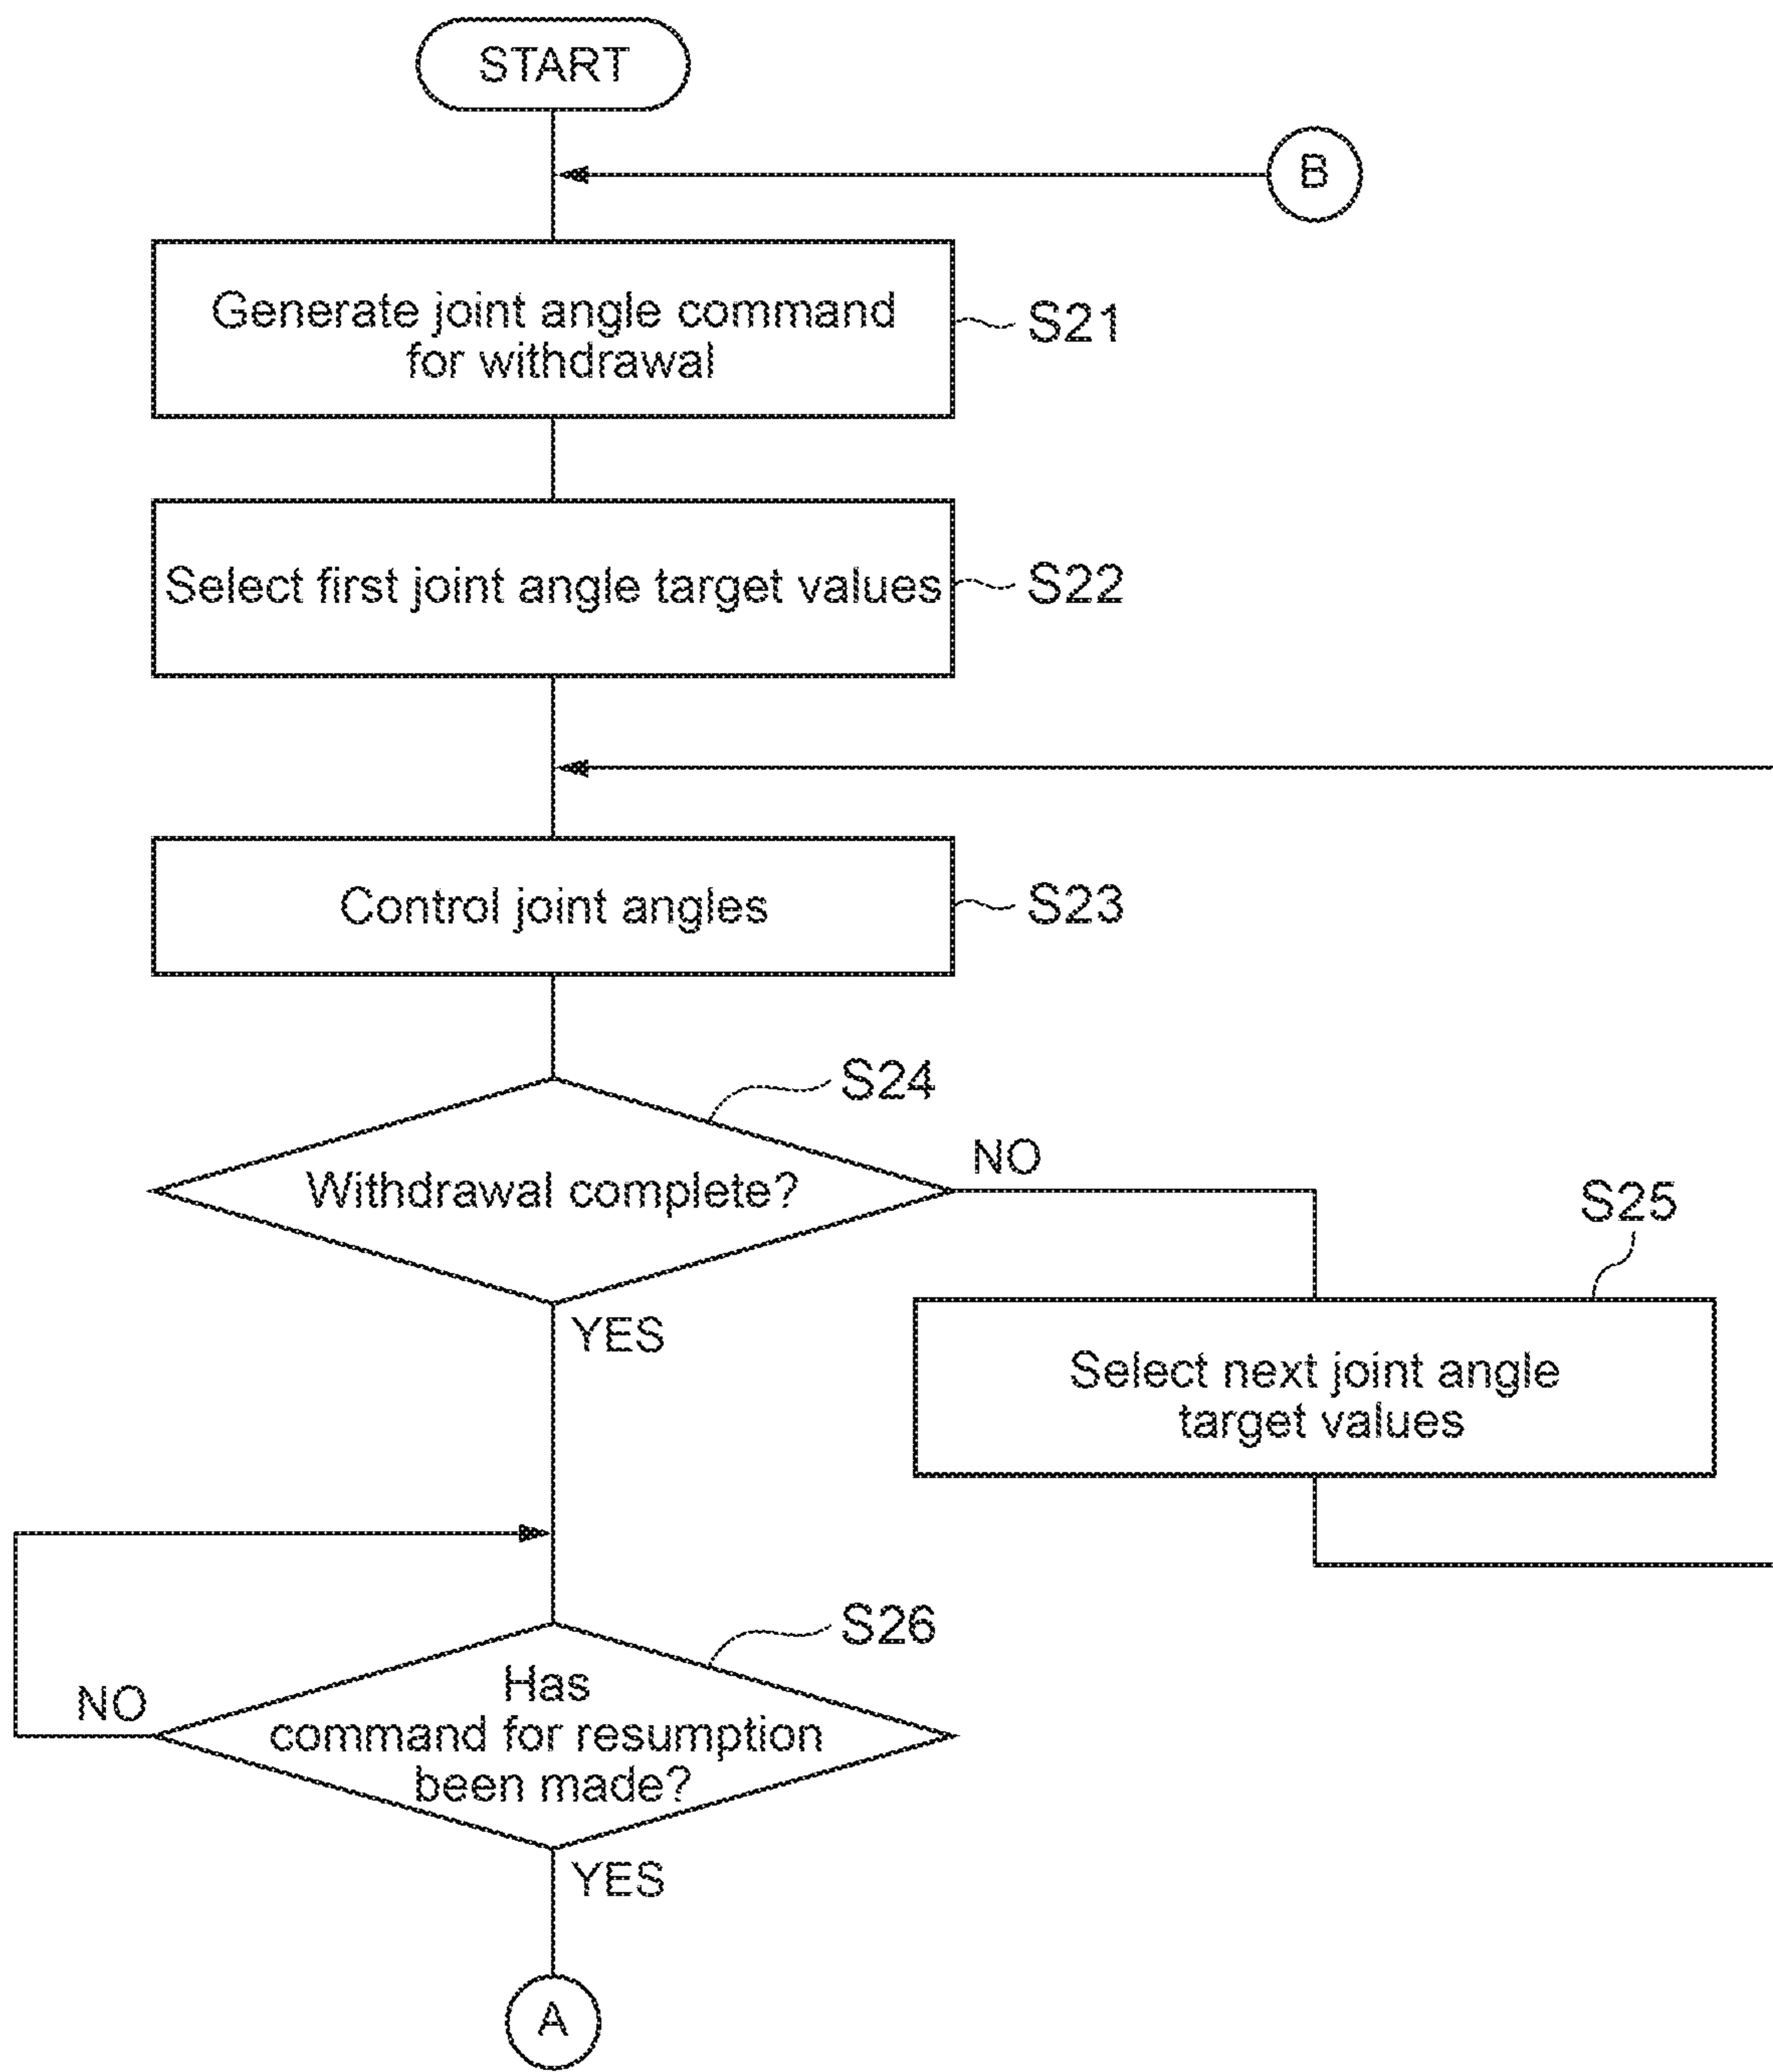 START
B
Generate joint angle command
for withdrawal
S21
Select first joint angle target values
S22
Control joint angles
S23
S24
Withdrawal complete?
NO
YES
S25
Select next joint angle
target values
S26
Has
command for resumption
been made?
NO
YES
A